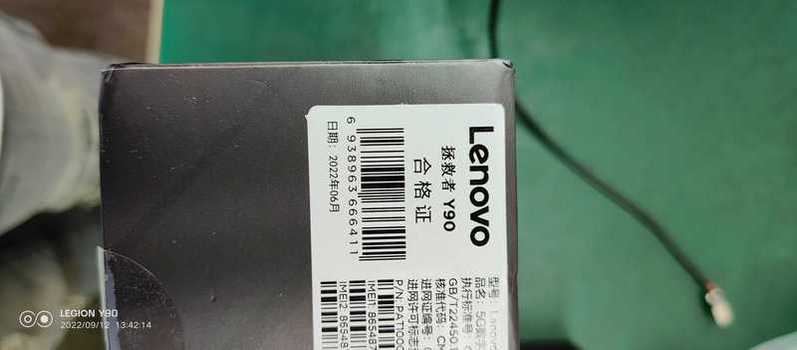 Lenovo
拯救者 Y90
合格证
6 938963 666411
日期：2022年06月
型号：Lenovo
品名：5G数字
执行标准号：
GB/T22450.1
核准代码：CM
进网证编号：
进网许可标志
P/N:PAT1000
IMEI1: 865487
IMEI2: 86548
LEGION Y90
2022/09/12 13:42:14